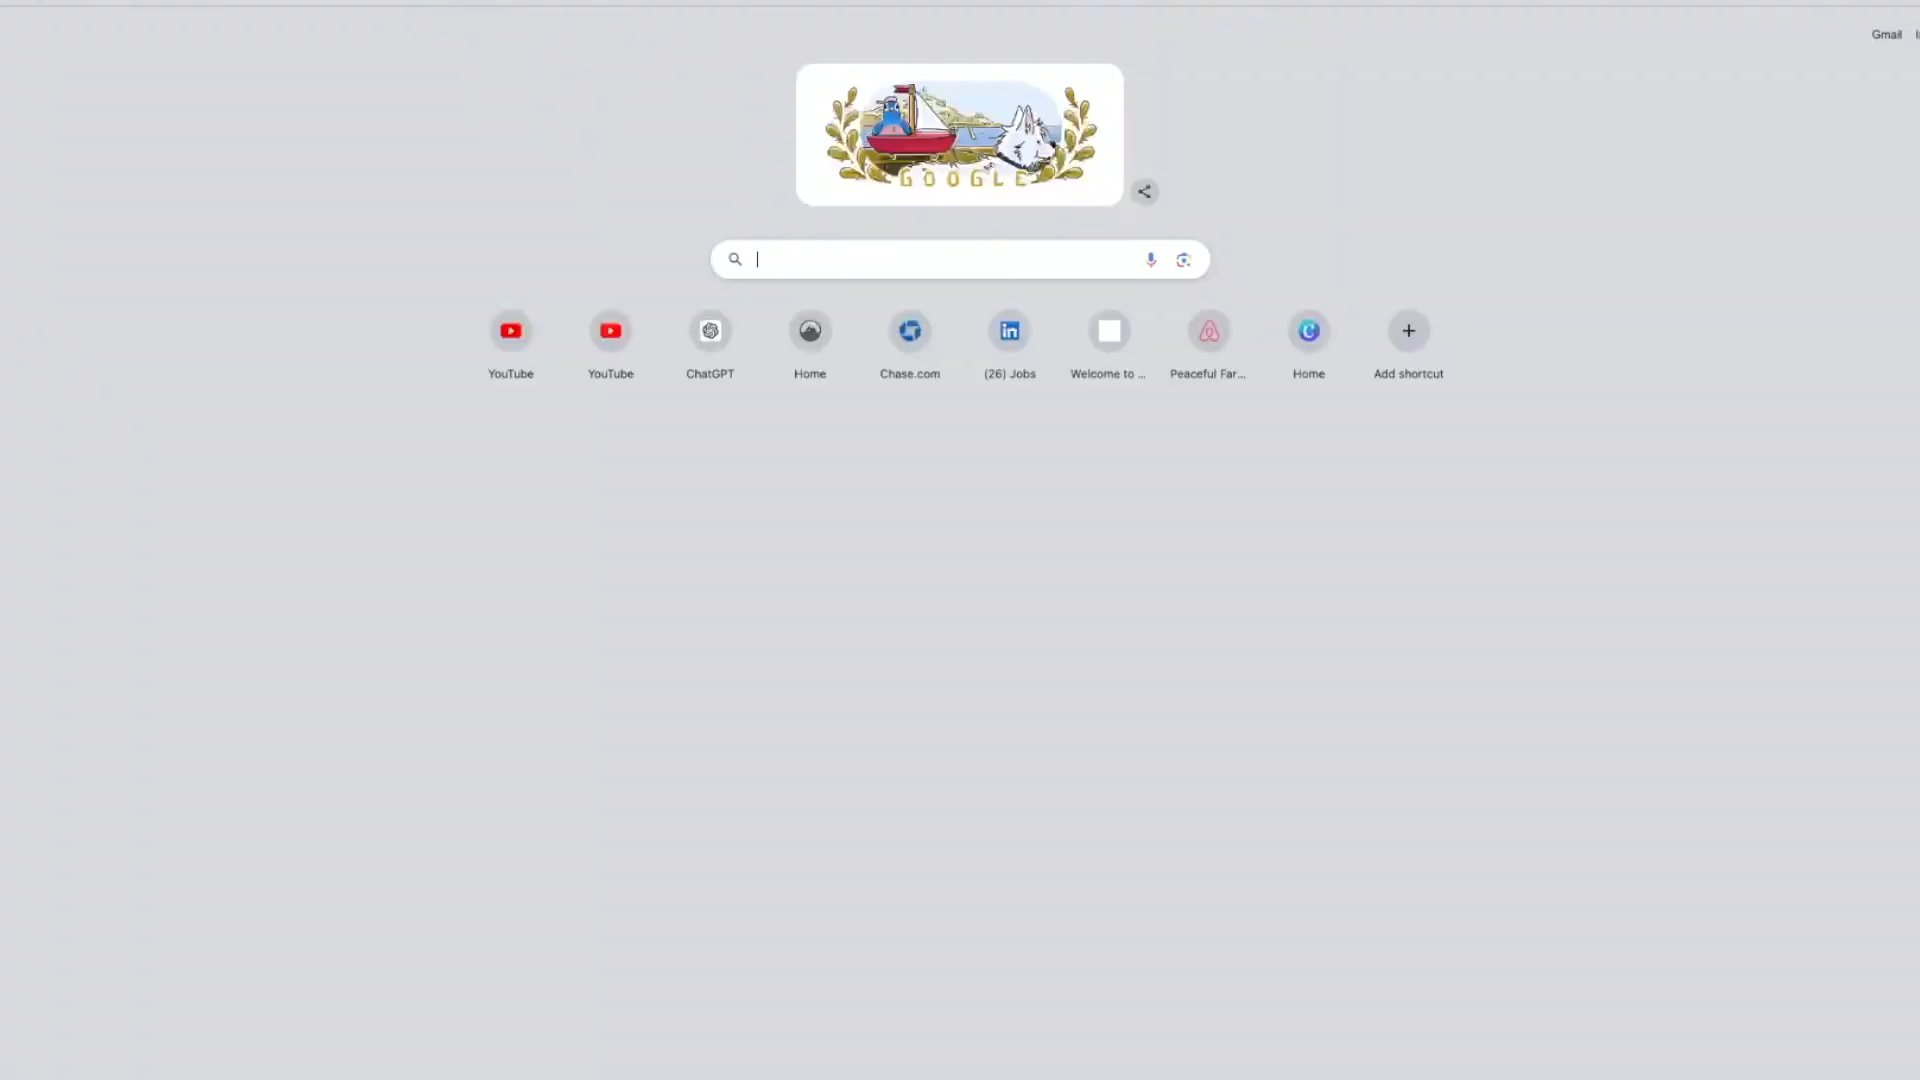 Gmail
GOOGLE
YouTube
YouTube
ChatGPT
Home
Chase.com
(26) Jobs
Welcome to ...
Peaceful Far...
Home
Add shortcut